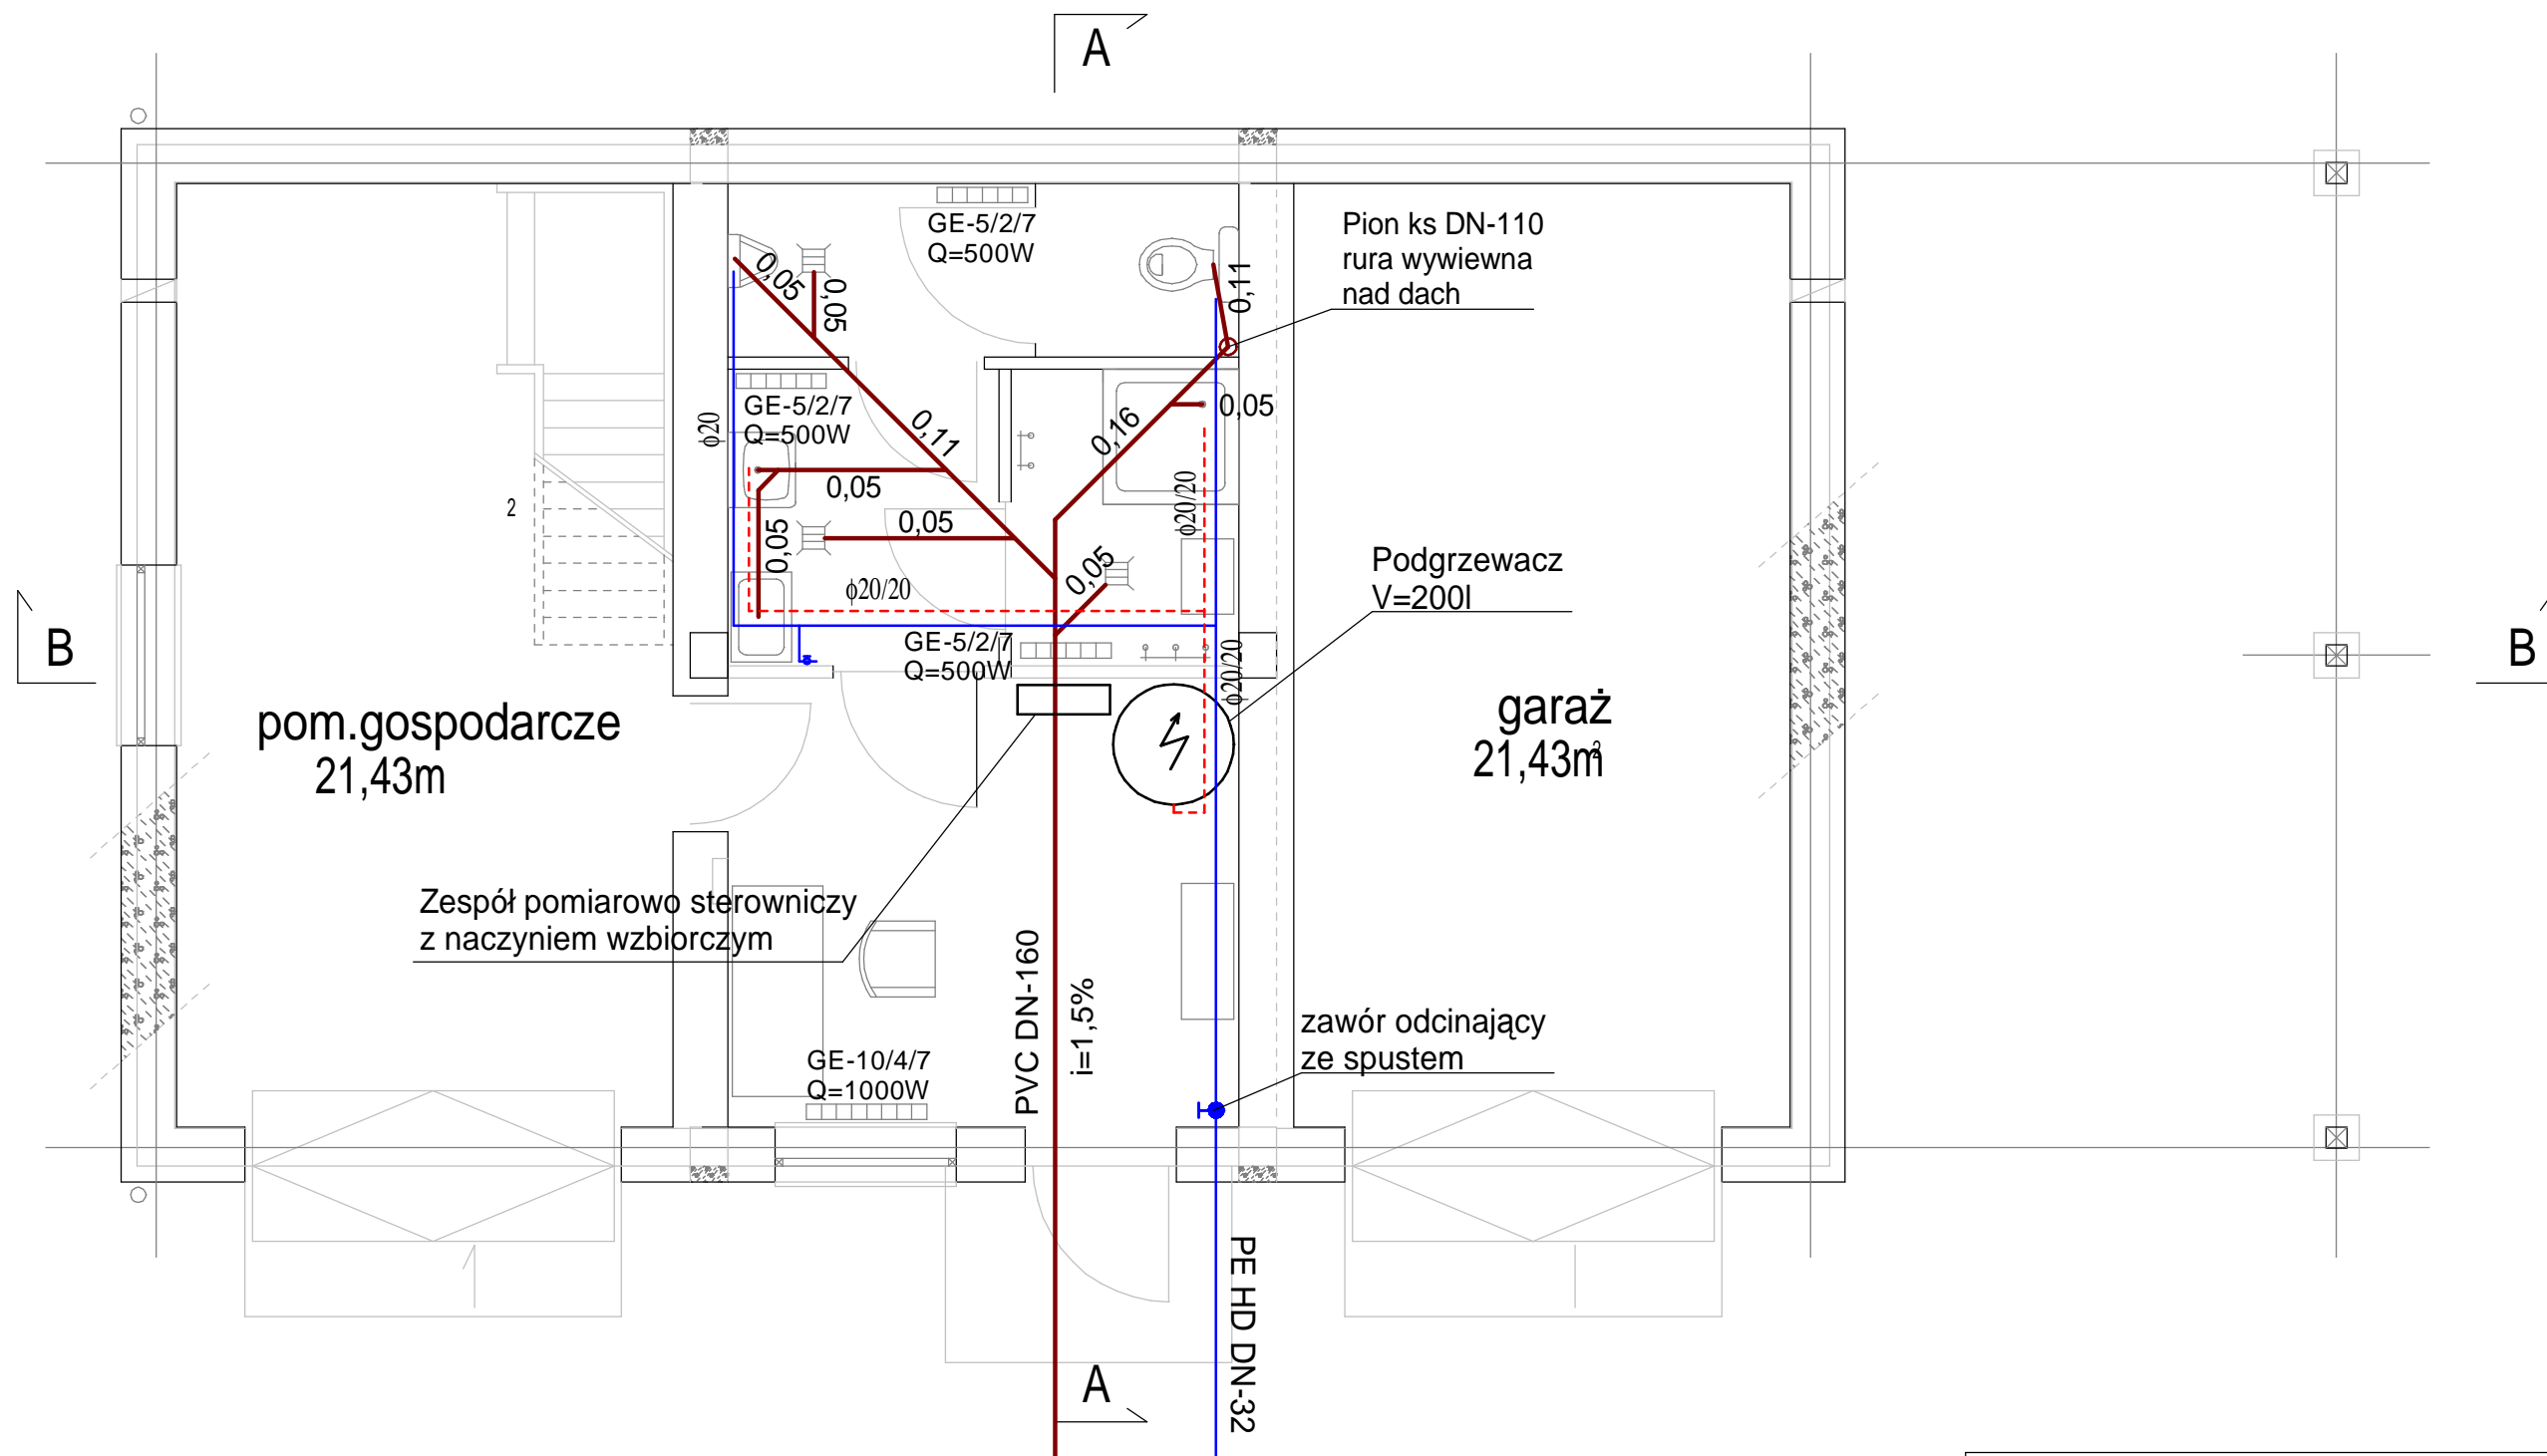 A
GE-5/2/7
Q=500W
Pion ks DN-110
rura wywiewna
nad dach
0,05
0,05
0,11
GE-5/2/7
Q=500W
ϕ20
0,11
0,16
0,05
0,05
0,05
0,05
ϕ20/20
2
ϕ20/20
0,05
Podgrzewacz
V=200l
B
B
GE-5/2/7
Q=500W
ϕ20/20
pom.gospodarcze
21,43m
garaż
21,43m2
Zespół pomiarowo sterowniczy
z naczyniem wzbiorczym
PVC DN-160
i=1,5%
zawór odcinający
ze spustem
GE-10/4/7
Q=1000W
PE HD DN-32
A